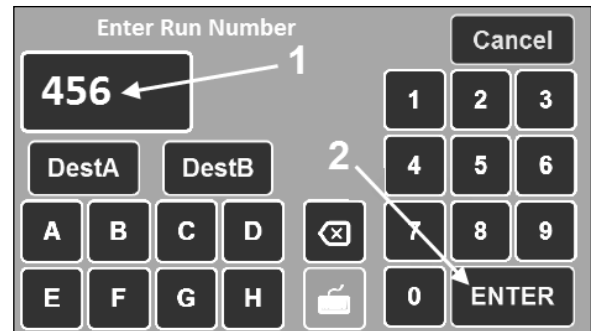 Enter Run Number
Cancel
1
456
1 2 3
DestA DestB
2
4 5 6
A B C D
7 8 9
E F G H
0 ENTER